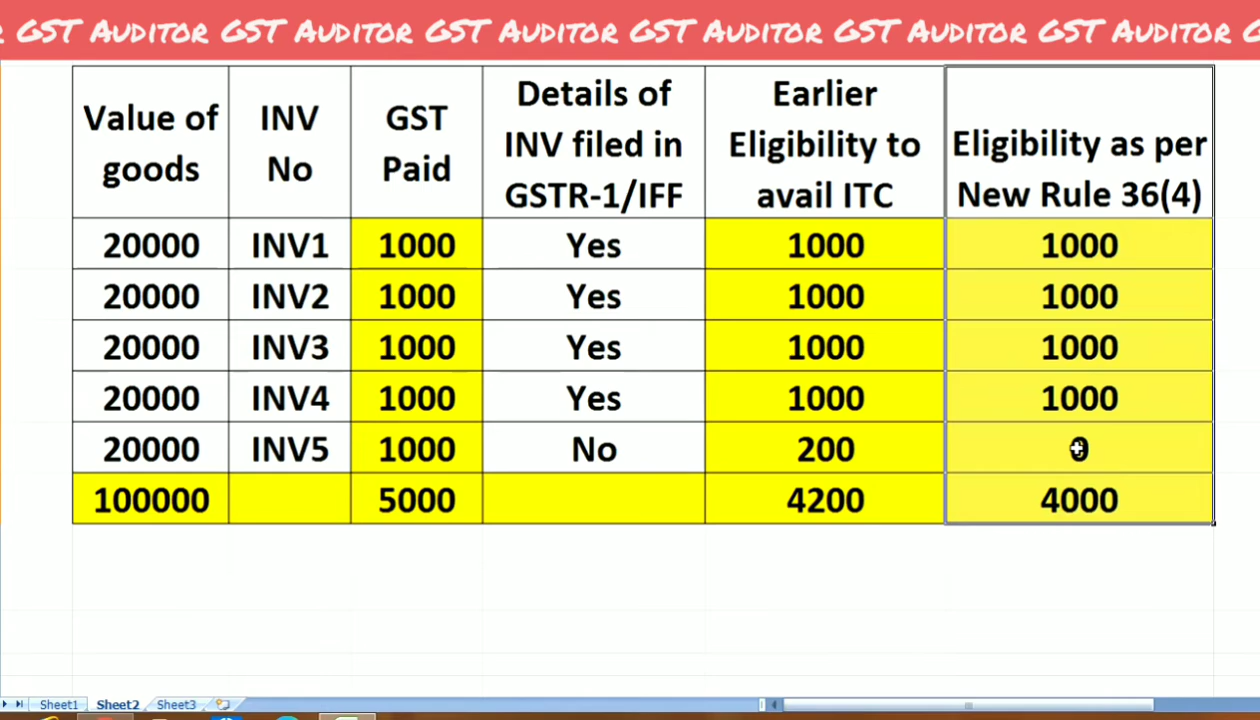 GST Auditor GST Auditor GST Auditor GST Auditor GST Auditor GST Auditor
Value of goods INV No GST Paid Details of INV filed in GSTR-1/IFF Earlier Eligibility to avail ITC Eligibility as per New Rule 36(4)
20000 INV1 1000 Yes 1000 1000
20000 INV2 1000 Yes 1000 1000
20000 INV3 1000 Yes 1000 1000
20000 INV4 1000 Yes 1000 1000
20000 INV5 1000 No 200 0
100000 5000 4200 4000
Sheet1 Sheet2 Sheet3